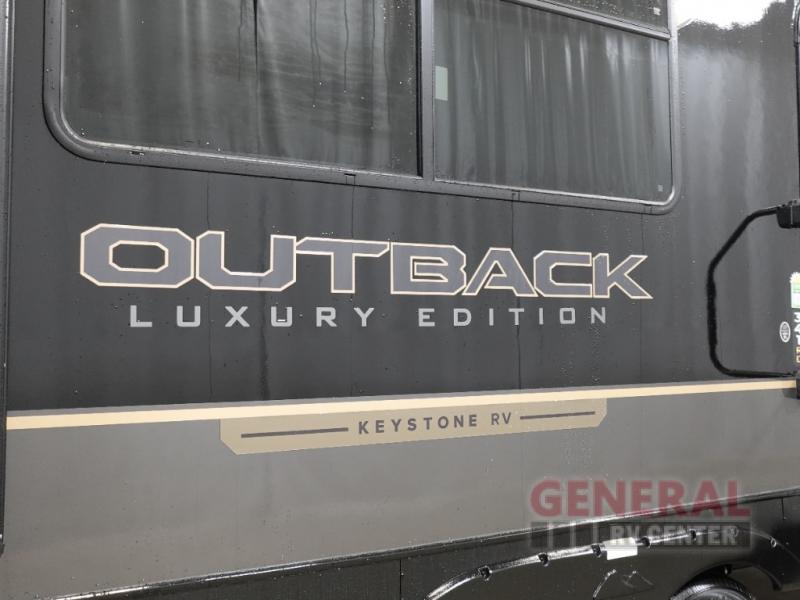 OUTBACK
LUXURY EDITION
KEYSTONE RV
GENERAL
RV CENTER